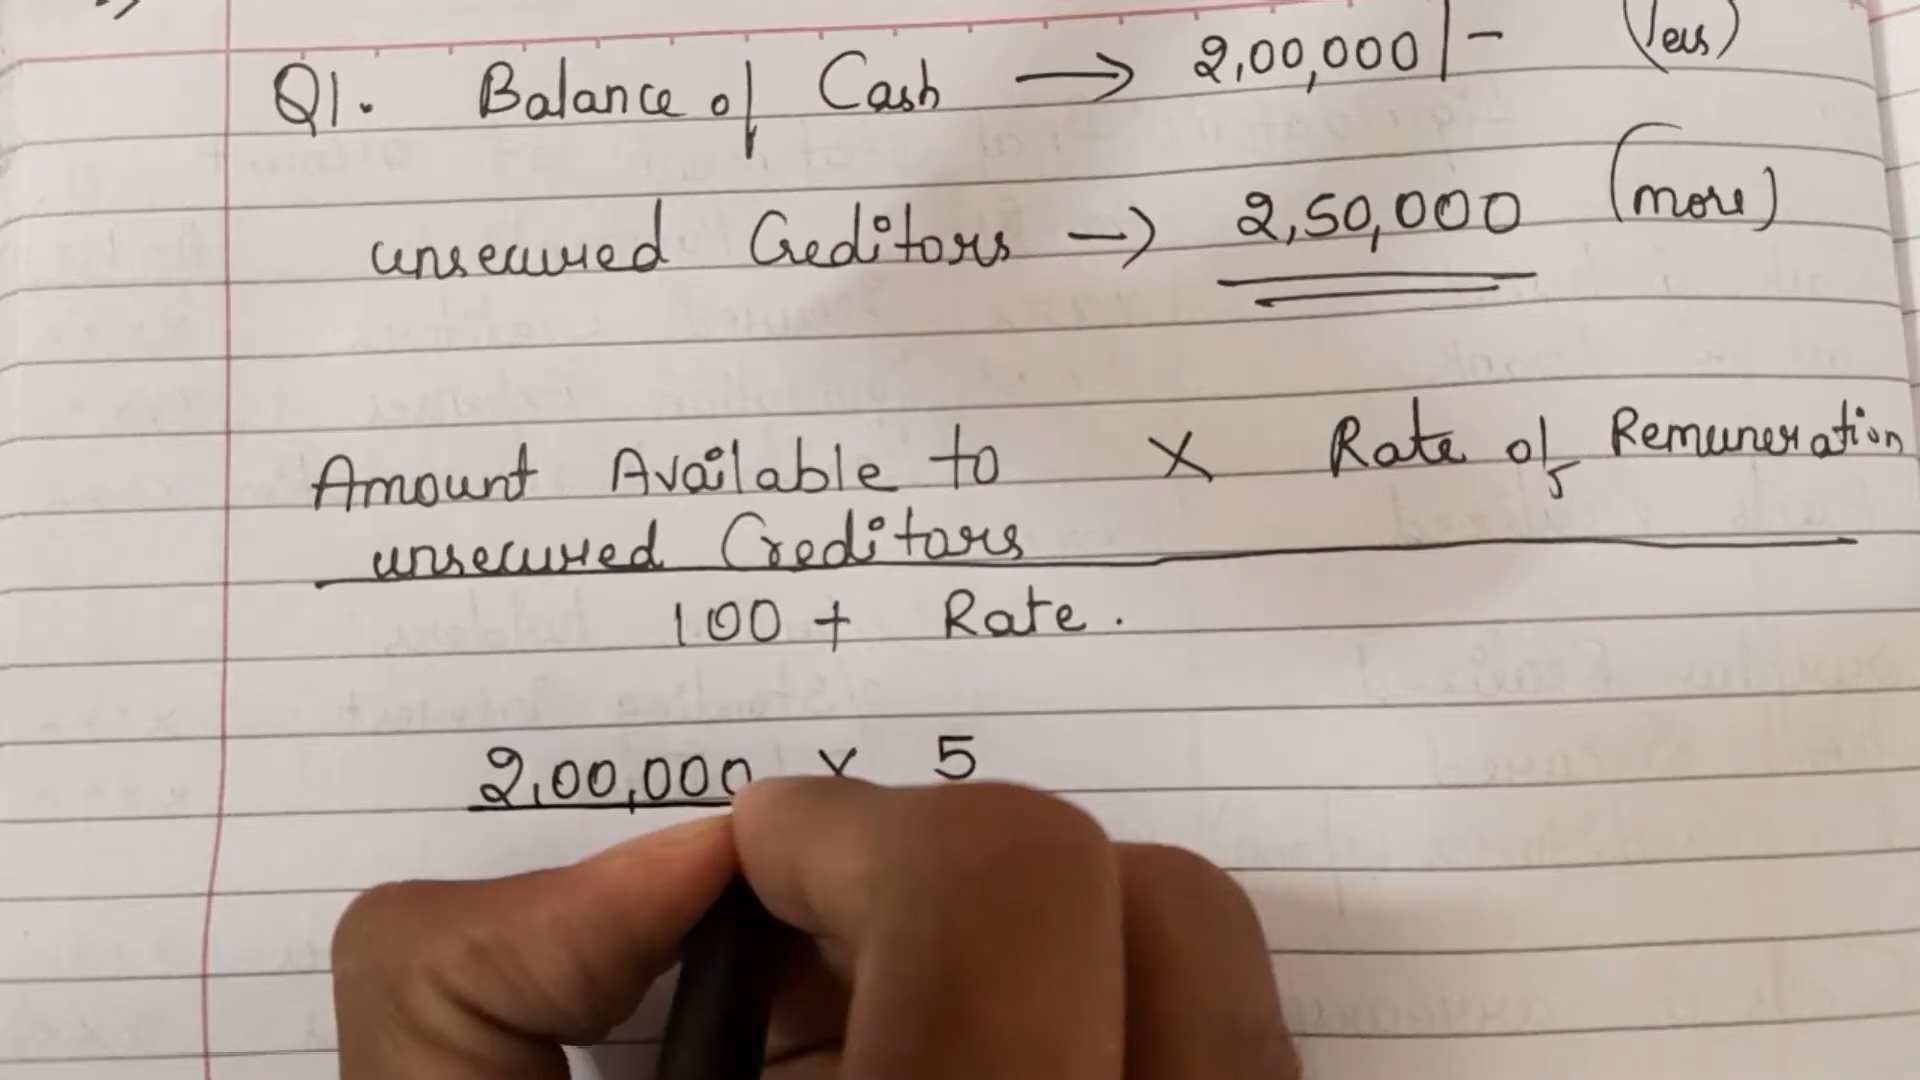 Q1. Balance of Cash → 2,00,000/- (less)
unsecured Creditors → 2,50,000 (more)
Amount Available to × Rate of Remuneration
unsecured Creditors
100 + Rate.
2,00,000 × 5